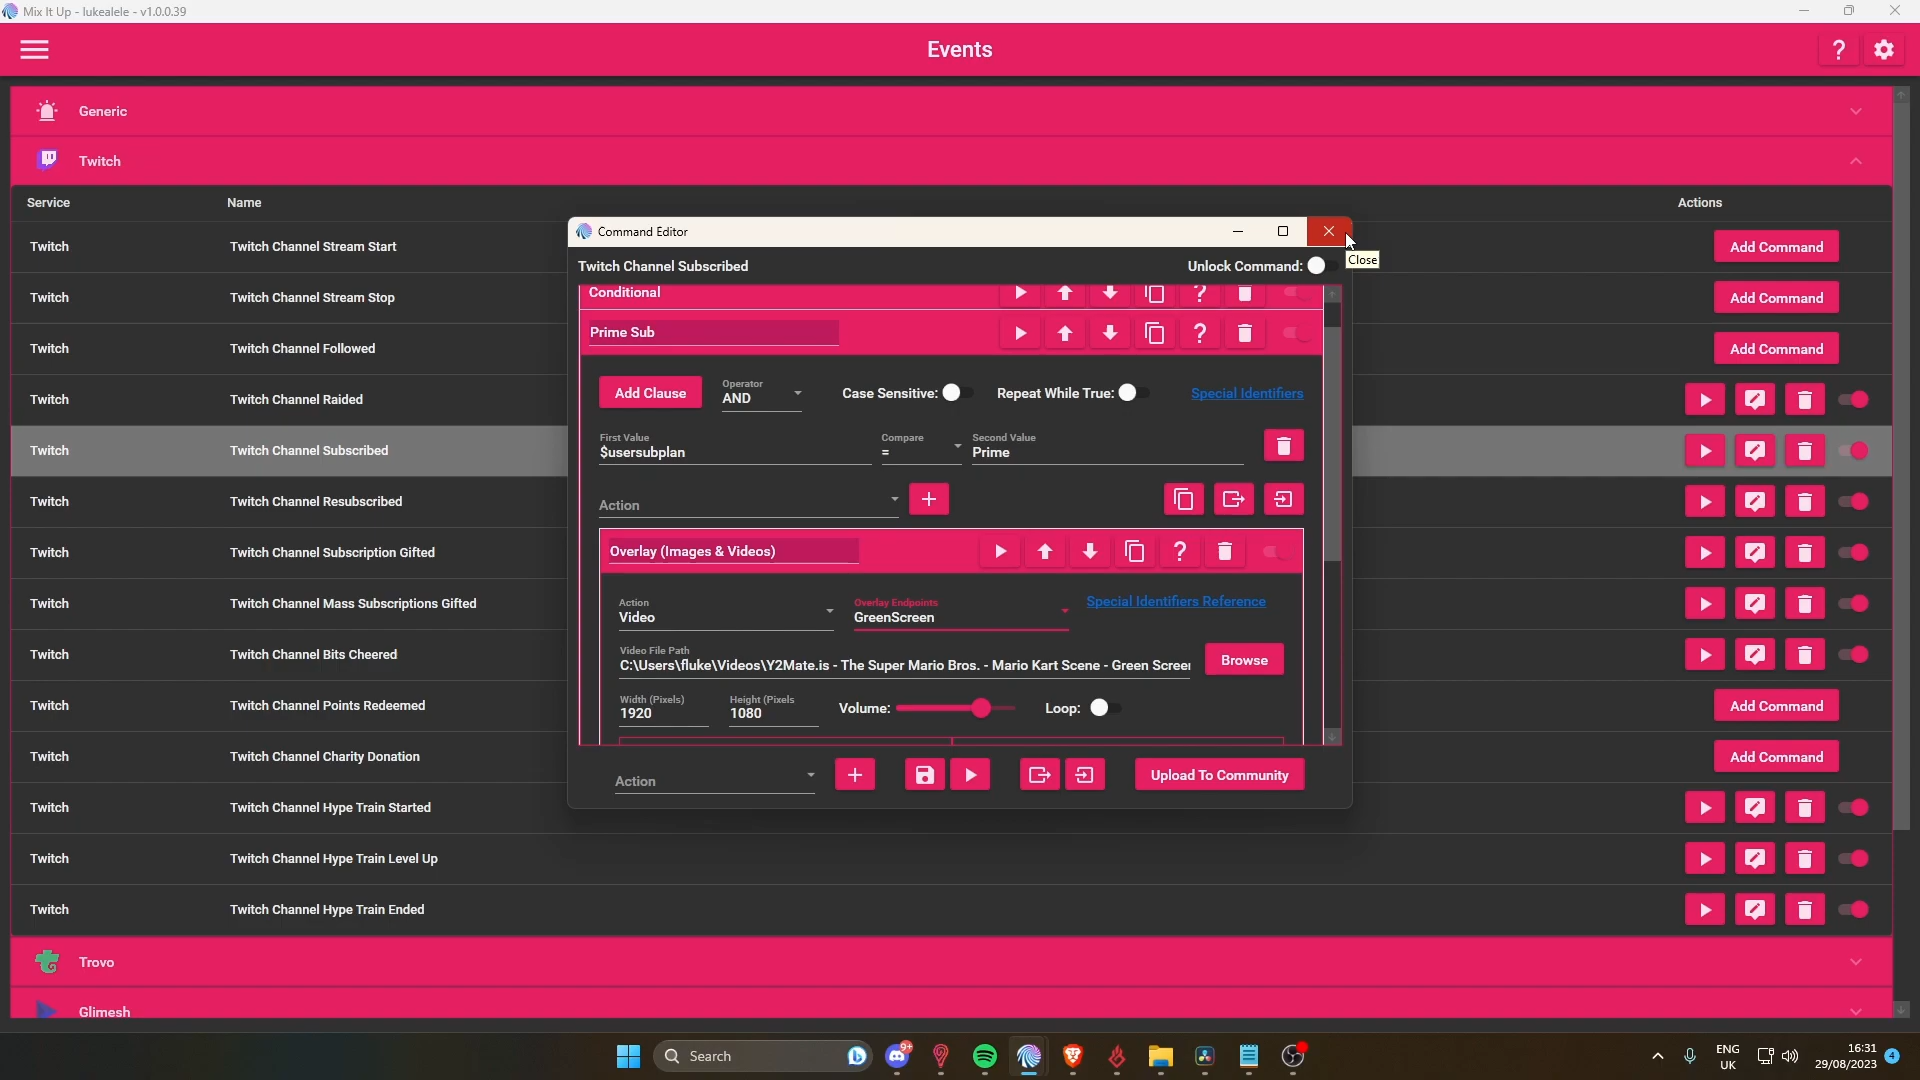 Mix It Up - lukealele - v1.0.0.39
Events
?
Generic
Twitch
Service Name Actions
Twitch Twitch Channel Stream Start Add Command
Twitch Twitch Channel Stream Stop Add Command
Twitch Twitch Channel Followed Add Command
Twitch Twitch Channel Raided
Twitch Twitch Channel Subscribed
Twitch Twitch Channel Resubscribed
Twitch Twitch Channel Subscription Gifted
Twitch Twitch Channel Mass Subscriptions Gifted
Twitch Twitch Channel Bits Cheered
Twitch Twitch Channel Points Redeemed Add Command
Twitch Twitch Channel Charity Donation Add Command
Twitch Twitch Channel Hype Train Started
Twitch Twitch Channel Hype Train Level Up
Twitch Twitch Channel Hype Train Ended
Trovo
Glimesh
Command Editor
Close
Twitch Channel Subscribed Unlock Command:
Conditional ?
Prime Sub ?
Add Clause Operator AND Case Sensitive: Repeat While True: Special Identifiers
First Value Compare Second Value
$usersubplan = Prime
Action
Overlay (Images & Videos) ?
Action Overlay Endpoints Special Identifiers Reference
Video GreenScreen
Video File Path
C:\Users\fluke\Videos\Y2Mate.is - The Super Mario Bros. - Mario Kart Scene - Green Screen Browse
Width (Pixels) Height (Pixels
1920 1080 Volume: Loop:
Action Upload To Community
Search 9+ ENG UK 16:31 29/08/2023 4